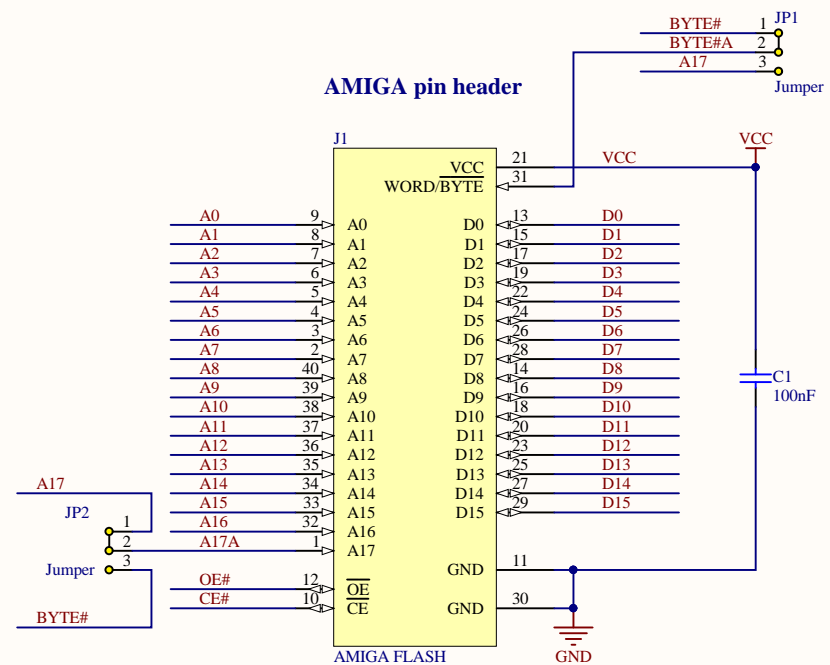 JP1
BYTE# 1
BYTE#A 2
A17 3
Jumper
AMIGA pin header
J1
VCC
VCC 21 VCC
WORD/BYTE 31
A0 9 A0 D0 13 D0
A1 8 A1 D1 15 D1
A2 7 A2 D2 17 D2
A3 6 A3 D3 19 D3
A4 5 A4 D4 22 D4
A5 4 A5 D5 24 D5
A6 3 A6 D6 26 D6
A7 2 A7 D7 28 D7
A8 40 A8 D8 14 D8
A9 39 A9 D9 16 D9
A10 38 A10 D10 18 D10
A11 37 A11 D11 20 D11
A12 36 A12 D12 23 D12
A13 35 A13 D13 25 D13
A14 34 A14 D14 27 D14
A15 33 A15 D15 29 D15
A16 32 A16
A17A 1 A17
C1
100nF
A17
JP2
1
2
3
Jumper
BYTE#
GND 11
OE# 12 OE
CE# 10 CE GND 30
AMIGA FLASH
GND